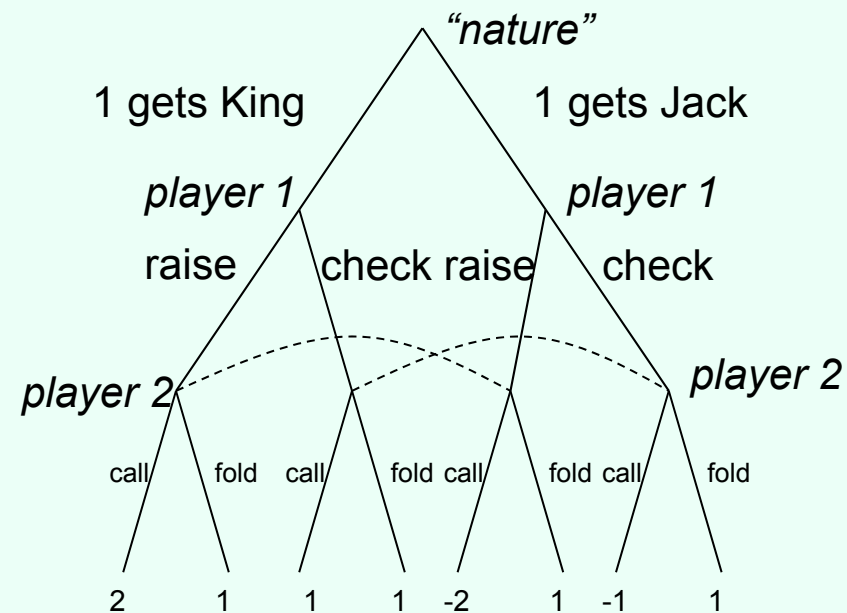 “nature”
1 gets King 1 gets Jack
player 1 player 1
raise check raise check
player 2 player 2
call fold call fold call fold call fold
2 1 1 1 -2 1 -1 1